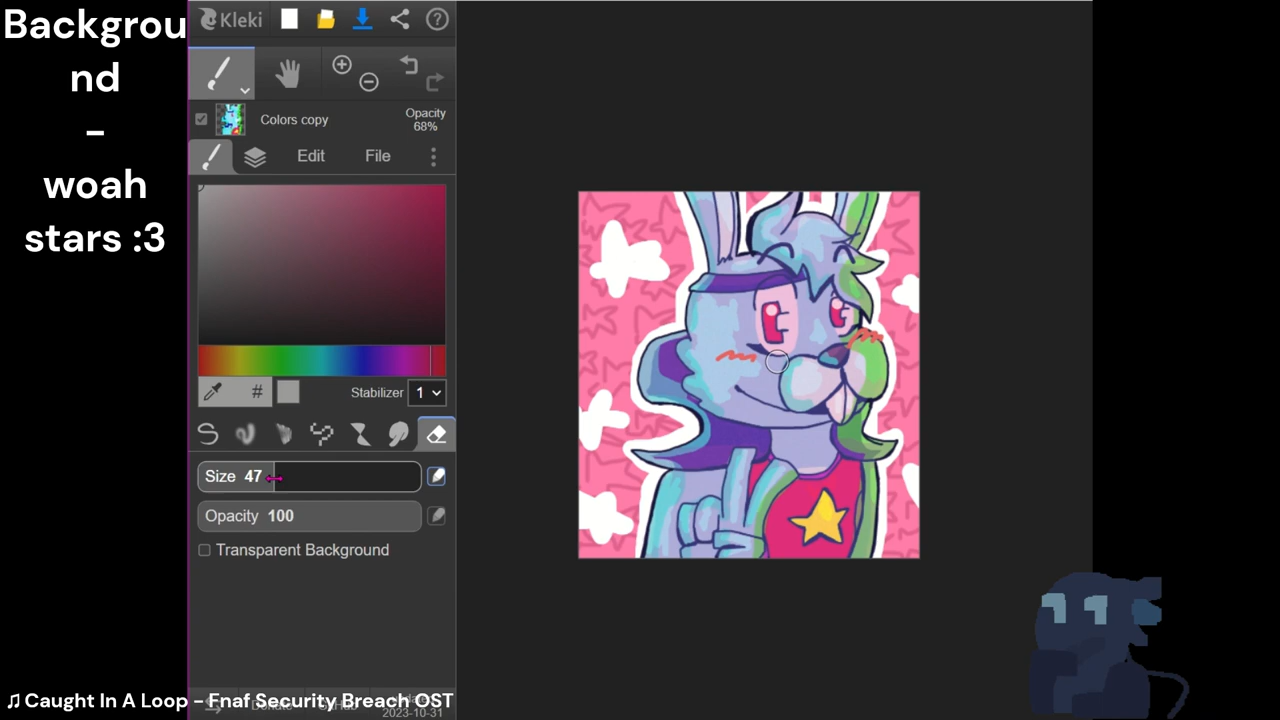 Backgrou
nd
-
woah
stars :3
Kleki
Colors copy
Opacity
68%
Edit
File
#
Stabilizer
1
Size 47
Opacity 100
Transparent Background
♫ Caught In A Loop - Fnaf Security Breach OST
2023-10-31